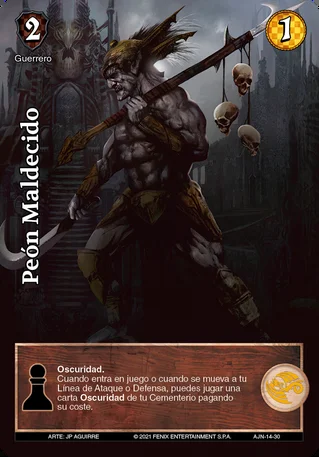 2
1
Guerrero
Peón Maldecido
Oscuridad.
Cuando entra en juego o cuando se mueva a tu
Línea de Ataque o Defensa, puedes jugar una
carta Oscuridad de tu Cementerio pagando
su coste.
ARTE: JP AGUIRRE
© 2021 FENIX ENTERTAINMENT S.P.A.
AJN-14-30